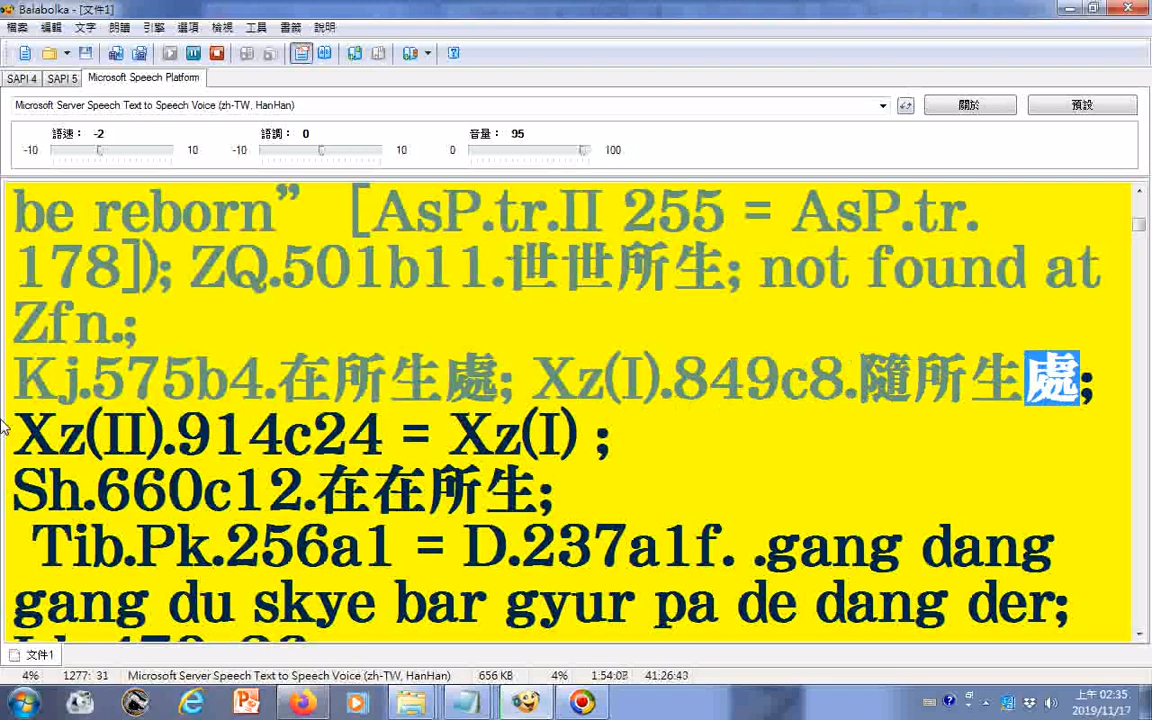 Balabolka - [文件1]
檔案 編輯 文字 朗讀 引擎 選項 檢視 工具 書籤 說明
SAPI 4 SAPI 5 Microsoft Speech Platform
Microsoft Server Speech Text to Speech Voice (zh-TW, HanHan) 關於 預設
語速： -2 語調： 0 音量： 95
-10 10 -10 10 0 100
be reborn” [AsP.tr.II 255 = AsP.tr.
178]); ZQ.501b11.世世所生; not found at
Zfn.;
Kj.575b4.在所生處; Xz(I).849c8.隨所生處;
Xz(II).914c24 = Xz(I) ;
Sh.660c12.在在所生;
Tib.Pk.256a1 = D.237a1f. .gang dang
gang du skye bar gyur pa de dang der;
文件1
4% 1277: 31 Microsoft Server Speech Text to Speech Voice (zh-TW, HanHan) 656 KB 4% 1:54:07 41:26:43
上午 02:35
2019/11/17